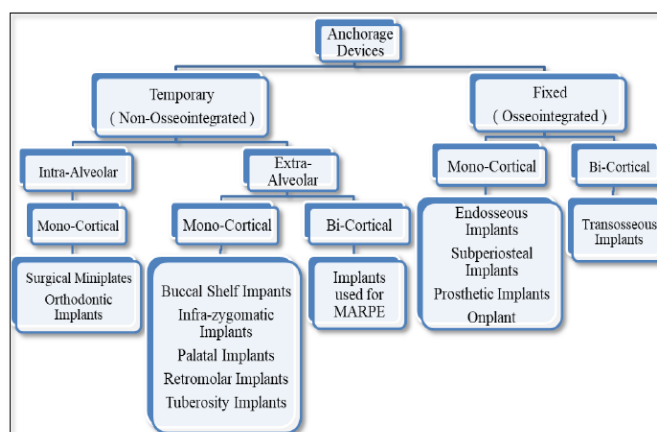 Anchorage
Devices
Temporary
( Non-Osseointegrated )
Fixed
( Osseointegrated )
Intra-Alveolar
Extra-
Alveolar
Mono-Cortical
Bi-Cortical
Mono-Cortical
Mono-Cortical
Bi-Cortical
Endosseous
Implants
Subperiosteal
Implants
Prosthetic Implants
Onplant
Transosseous
Implants
Surgical Miniplates
Orthodontic
Implants
Buccal Shelf Impants
Infra-zygomatic
Implants
Palatal Implants
Retromolar Implants
Tuberosity Implants
Implants
used for
MARPE